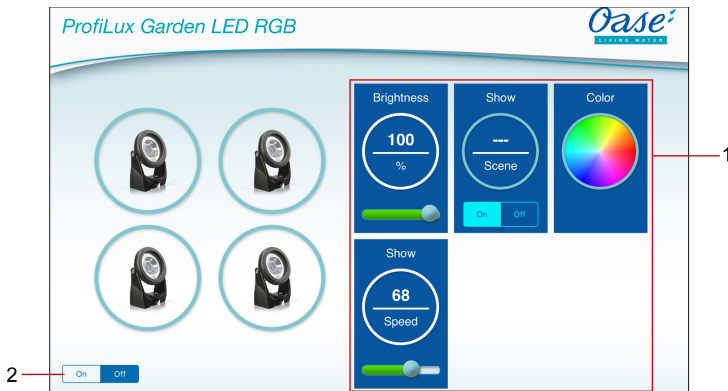 ProfiLux Garden LED RGB
Oase
LIVING WATER
Brightness
100
%
Show
---
Scene
On Off
Color
1
Show
68
Speed
2
On Off